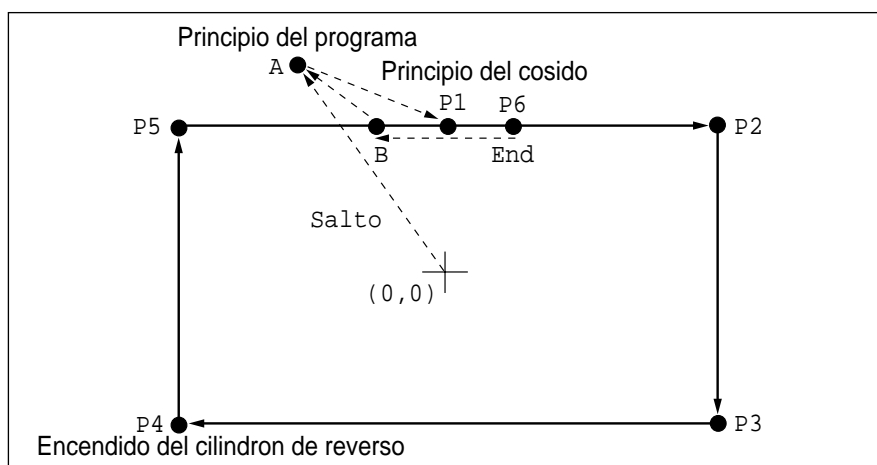 Principio del programa
A
Principio del cosido
P1
P6
P5
P2
B
End
Salto
(0,0)
P4
P3
Encendido del cilindron de reverso